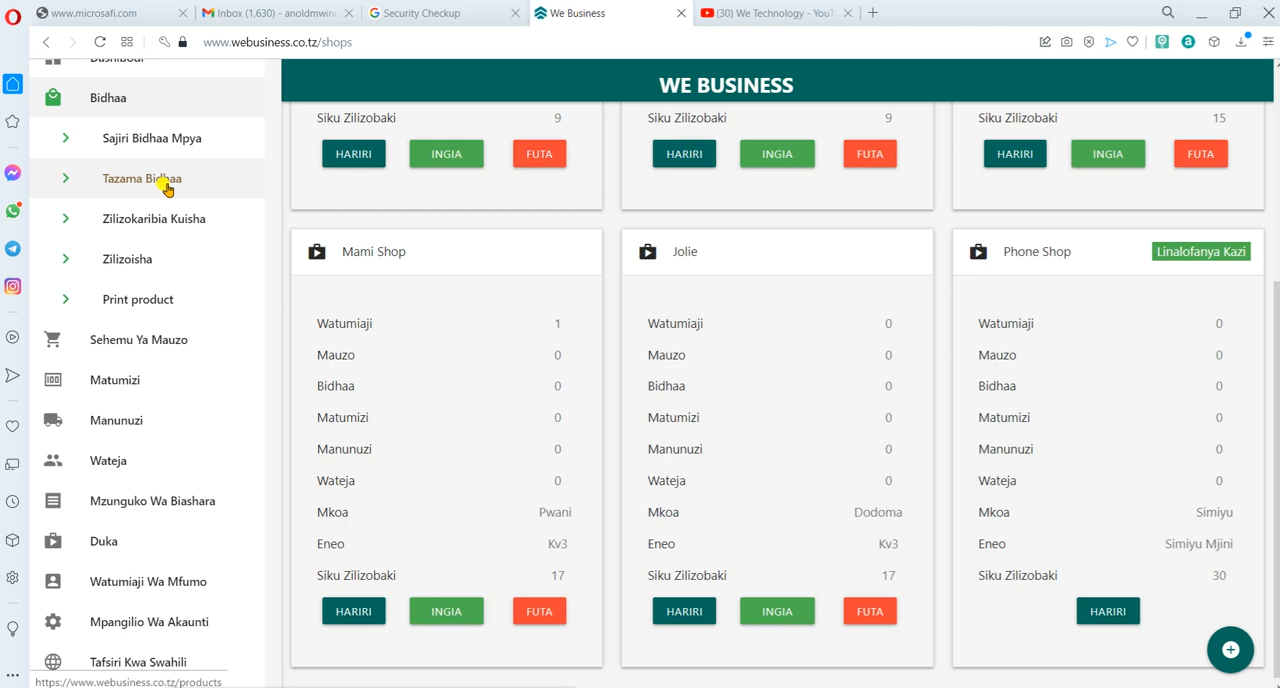 www.microsafi.com
Inbox (1,630) - anoldmwinu
Security Checkup
We Business
(30) We Technology - YouT
www.webusiness.co.tz/shops
Dashibodi
Bidhaa
Sajiri Bidhaa Mpya
Tazama Bidhaa
Zilizokaribia Kuisha
Zilizoisha
Print product
Sehemu Ya Mauzo
Matumizi
Manunuzi
Wateja
Mzunguko Wa Biashara
Duka
Watumiaji Wa Mfumo
Mpangilio Wa Akaunti
Tafsiri Kwa Swahili
https://www.webusiness.co.tz/products
WE BUSINESS
Siku Zilizobaki 9
HARIRI INGIA FUTA
Siku Zilizobaki 9
HARIRI INGIA FUTA
Siku Zilizobaki 15
HARIRI INGIA FUTA
Mami Shop
Watumiaji 1
Mauzo 0
Bidhaa 0
Matumizi 0
Manunuzi 0
Wateja 0
Mkoa Pwani
Eneo Kv3
Siku Zilizobaki 17
HARIRI INGIA FUTA
Jolie
Watumiaji 0
Mauzo 0
Bidhaa 0
Matumizi 0
Manunuzi 0
Wateja 0
Mkoa Dodoma
Eneo Kv3
Siku Zilizobaki 17
HARIRI INGIA FUTA
Phone Shop Linalofanya Kazi
Watumiaji 0
Mauzo 0
Bidhaa 0
Matumizi 0
Manunuzi 0
Wateja 0
Mkoa Simiyu
Eneo Simiyu Mjini
Siku Zilizobaki 30
HARIRI